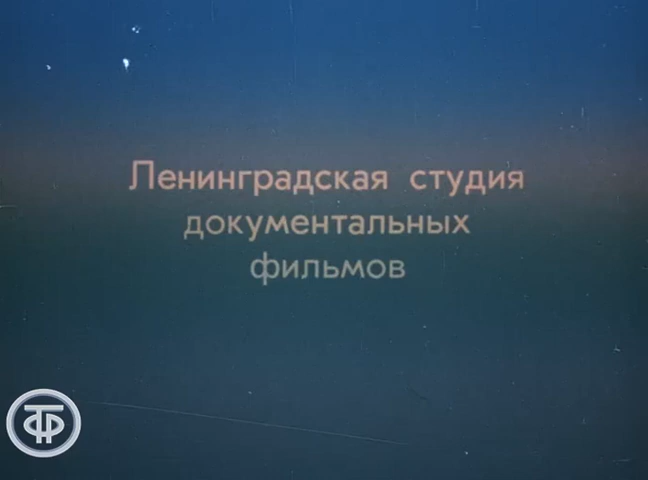 Ленинградская студия
документальных
фильмов